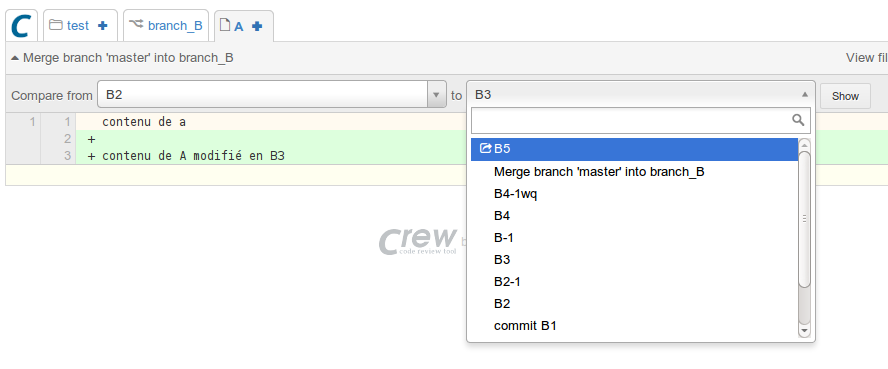 C test + branch_B A +
Merge branch 'master' into branch_B View fil
Compare from B2 to B3 Show
1 1 contenu de a
2 +
3 + contenu de A modifié en B3
B5
Merge branch 'master' into branch_B
B4-1wq
B4
B-1
B3
B2-1
B2
commit B1
Crew
code review tool